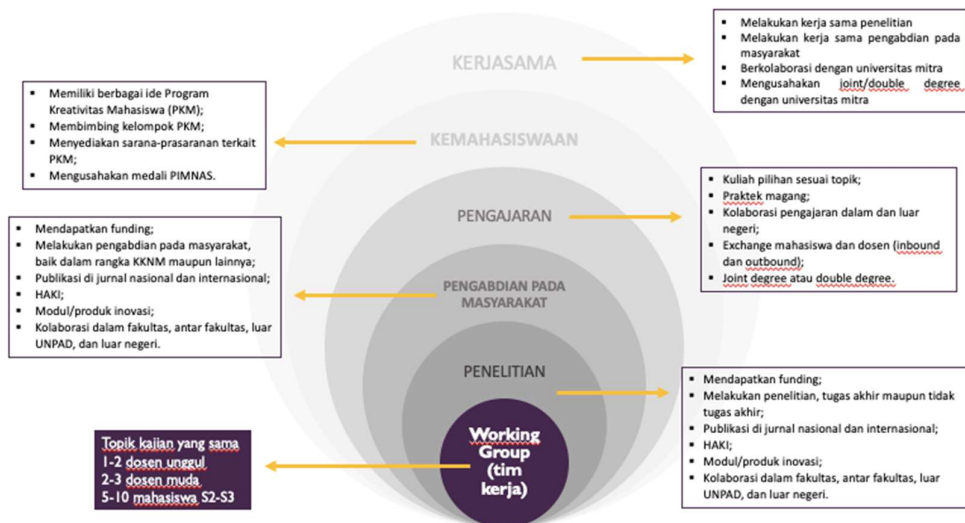 KERJASAMA
▪ Melakukan kerja sama penelitian
▪ Melakukan kerja sama pengabdian pada
masyarakat
▪ Berkolaborasi dengan universitas mitra
▪ Mengusahakan joint/double degree
dengan universitas mitra
KEMAHASISWAAN
▪ Memiliki berbagai ide Program
Kreativitas Mahasiswa (PKM);
▪ Membimbing kelompok PKM;
▪ Menyediakan sarana-prasaranan terkait
PKM;
▪ Mengusahakan medali PIMNAS.
PENGAJARAN
▪ Kuliah pilihan sesuai topik;
▪ Praktek magang;
▪ Kolaborasi pengajaran dalam dan luar
negeri;
▪ Exchange mahasiswa dan dosen (inbound
dan outbound);
▪ Joint degree atau double degree.
PENGABDIAN PADA
MASYARAKAT
▪ Mendapatkan funding;
▪ Melakukan pengabdian pada masyarakat,
baik dalam rangka KKNM maupun lainnya;
▪ Publikasi di jurnal nasional dan internasional;
▪ HAKI;
▪ Modul/produk inovasi;
▪ Kolaborasi dalam fakultas, antar fakultas, luar
UNPAD, dan luar negeri.
PENELITIAN
▪ Mendapatkan funding;
▪ Melakukan penelitian, tugas akhir maupun tidak
tugas akhir;
▪ Publikasi di jurnal nasional dan internasional;
▪ HAKI;
▪ Modul/produk inovasi;
▪ Kolaborasi dalam fakultas, antar fakultas, luar
UNPAD, dan luar negeri.
Working
Group
(tim
kerja)
Topik kajian yang sama
1-2 dosen unggul
2-3 dosen muda
5-10 mahasiswa S2-S3